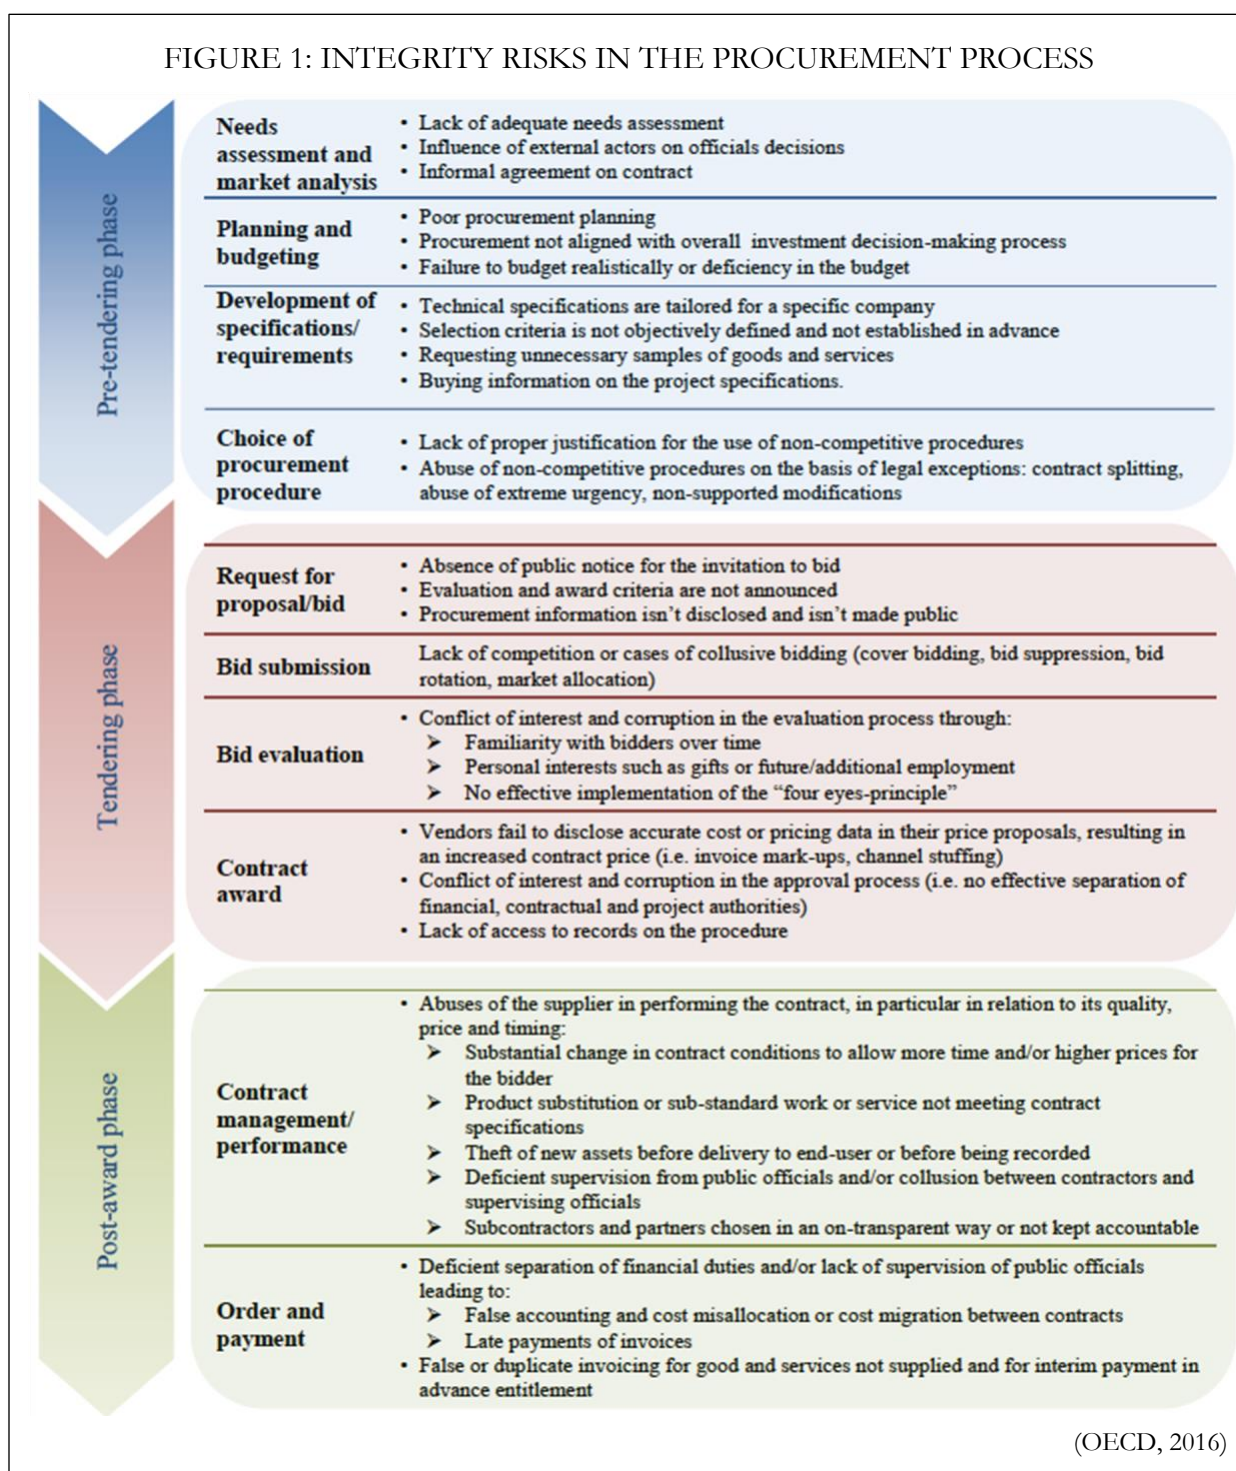 FIGURE 1: INTEGRITY RISKS IN THE PROCUREMENT PROCESS
Pre-tendering phase
Needs
assessment and
market analysis
• Lack of adequate needs assessment
• Influence of external actors on officials decisions
• Informal agreement on contract
Planning and
budgeting
• Poor procurement planning
• Procurement not aligned with overall investment decision-making process
• Failure to budget realistically or deficiency in the budget
Development of
specifications/
requirements
• Technical specifications are tailored for a specific company
• Selection criteria is not objectively defined and not established in advance
• Requesting unnecessary samples of goods and services
• Buying information on the project specifications.
Choice of
procurement
procedure
• Lack of proper justification for the use of non-competitive procedures
• Abuse of non-competitive procedures on the basis of legal exceptions: contract splitting,
abuse of extreme urgency, non-supported modifications
Tendering phase
Request for
proposal/bid
• Absence of public notice for the invitation to bid
• Evaluation and award criteria are not announced
• Procurement information isn't disclosed and isn't made public
Bid submission
Lack of competition or cases of collusive bidding (cover bidding, bid suppression, bid
rotation, market allocation)
Bid evaluation
• Conflict of interest and corruption in the evaluation process through:
➢ Familiarity with bidders over time
➢ Personal interests such as gifts or future/additional employment
➢ No effective implementation of the “four eyes-principle”
Contract
award
• Vendors fail to disclose accurate cost or pricing data in their price proposals, resulting in
an increased contract price (i.e. invoice mark-ups, channel stuffing)
• Conflict of interest and corruption in the approval process (i.e. no effective separation of
financial, contractual and project authorities)
• Lack of access to records on the procedure
Post-award phase
Contract
management/
performance
• Abuses of the supplier in performing the contract, in particular in relation to its quality,
price and timing:
➢ Substantial change in contract conditions to allow more time and/or higher prices for
the bidder
➢ Product substitution or sub-standard work or service not meeting contract
specifications
➢ Theft of new assets before delivery to end-user or before being recorded
➢ Deficient supervision from public officials and/or collusion between contractors and
supervising officials
➢ Subcontractors and partners chosen in an on-transparent way or not kept accountable
Order and
payment
• Deficient separation of financial duties and/or lack of supervision of public officials
leading to:
➢ False accounting and cost misallocation or cost migration between contracts
➢ Late payments of invoices
• False or duplicate invoicing for good and services not supplied and for interim payment in
advance entitlement
(OECD, 2016)